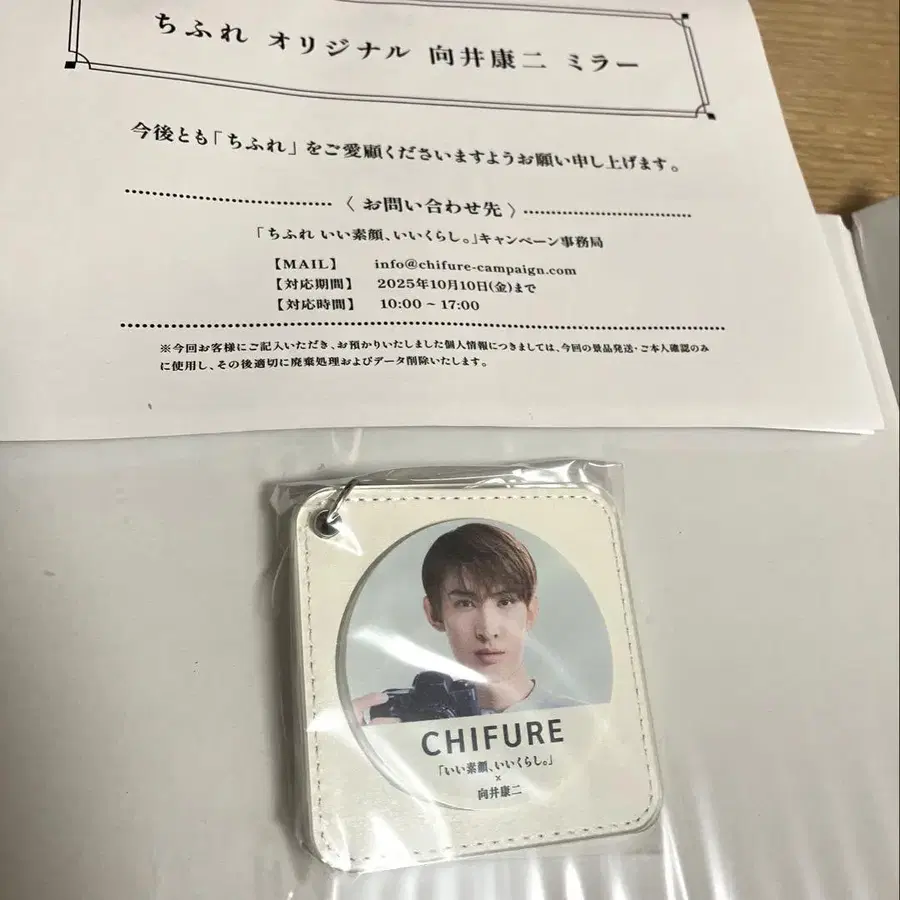 ちふれ オリジナル 向井康二 ミラー
今後とも「ちふれ」をご愛顧くださいますようお願い申し上げます。
〈 お問い合わせ先 〉
「ちふれ いい素顔、いいくらし。」キャンペーン事務局
【MAIL】 info@chifure-campaign.com
【対応期間】 2025年10月10日(金)まで
【対応時間】 10:00 ~ 17:00
※今回お客様にご記入いただき、お預かりいたしました個人情報につきましては、今回の景品発送・ご本人確認のみ
に使用し、その後適切に廃棄処理およびデータ削除いたします。
CHIFURE
「いい素顔、いいくらし。」
×
向井康二